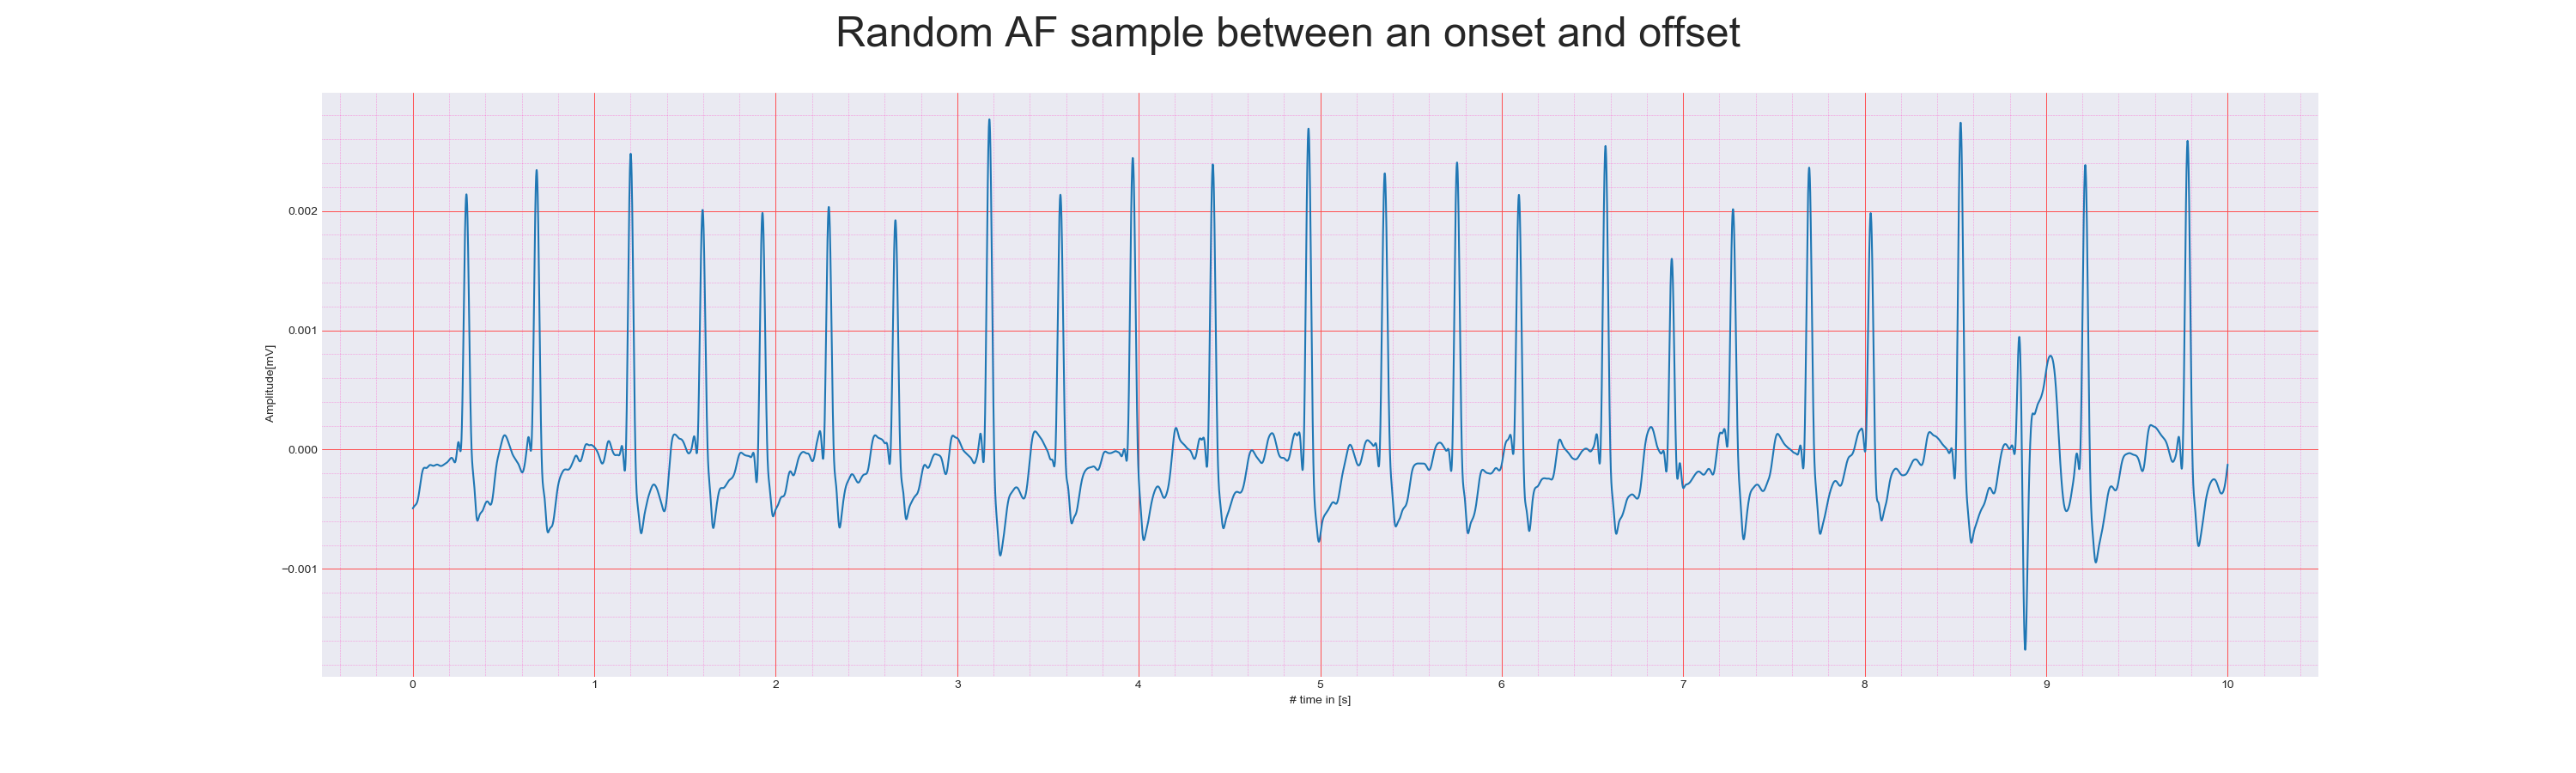 Random AF sample between an onset and offset
0.002
0.001
0.000
−0.001
Amplitude[mV]
0 1 2 3 4 5 6 7 8 9 10
# time in [s]